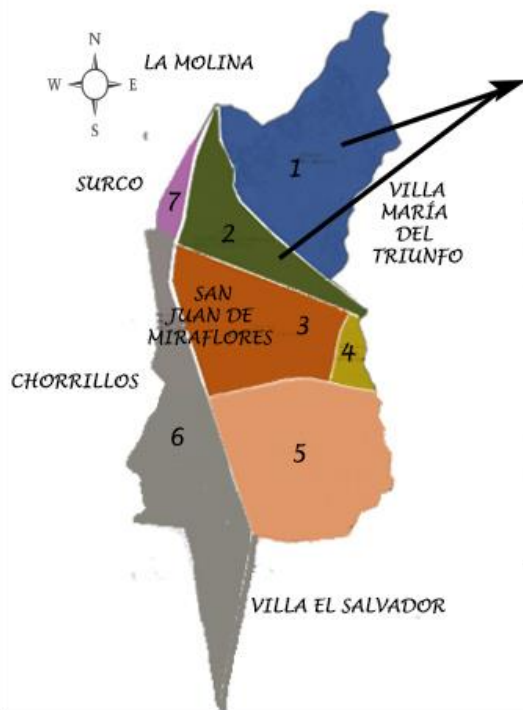 N
W E
S
LA MOLINA
1
SURCO
7
VILLA
MARÍA
DEL
TRIUNFO
2
SAN
JUAN DE
MIRAFLORES
3
4
CHORRILLOS
6
5
VILLA EL SALVADOR